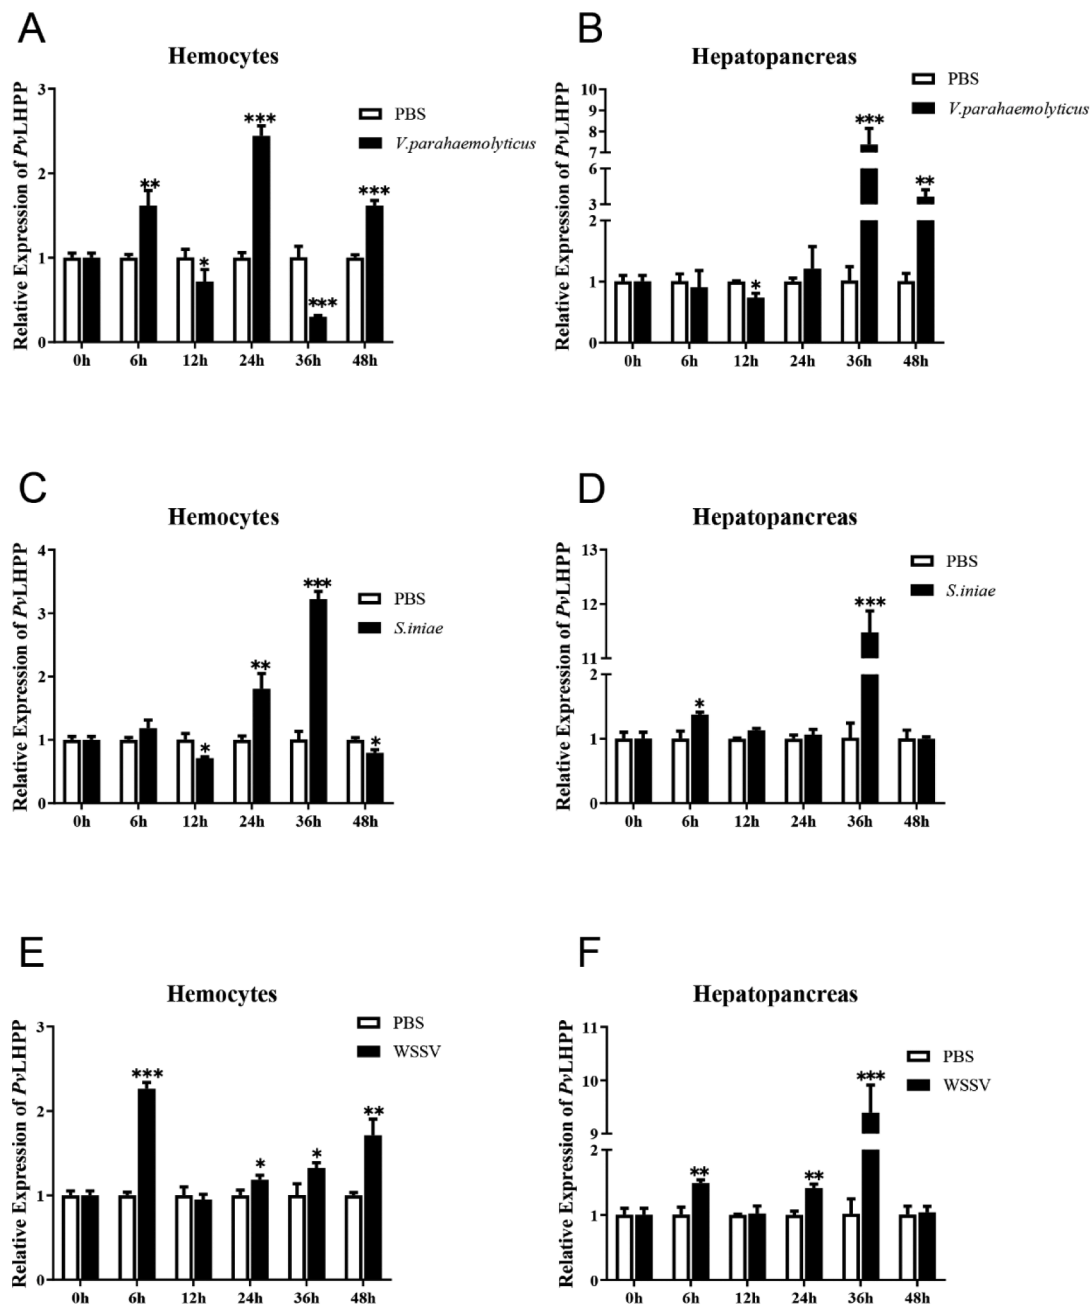 A
Hemocytes
Relative Expression of PvLHPP
3
2
1
0
PBS
V.parahaemolyticus
** * *** *** ***
0h 6h 12h 24h 36h 48h
B
Hepatopancreas
Relative Expression of PvLHPP
10
9
8
7
6
3
2
1
0
PBS
V.parahaemolyticus
* *** **
0h 6h 12h 24h 36h 48h
C
Hemocytes
Relative Expression of PvLHPP
4
3
2
1
0
PBS
S.iniae
* ** *** *
0h 6h 12h 24h 36h 48h
D
Hepatopancreas
Relative Expression of PvLHPP
13
12
11
2
1
0
PBS
S.iniae
* ***
0h 6h 12h 24h 36h 48h
E
Hemocytes
Relative Expression of PvLHPP
3
2
1
0
PBS
WSSV
*** * * **
0h 6h 12h 24h 36h 48h
F
Hepatopancreas
Relative Expression of PvLHPP
11
10
9
2
1
0
PBS
WSSV
** ** ***
0h 6h 12h 24h 36h 48h